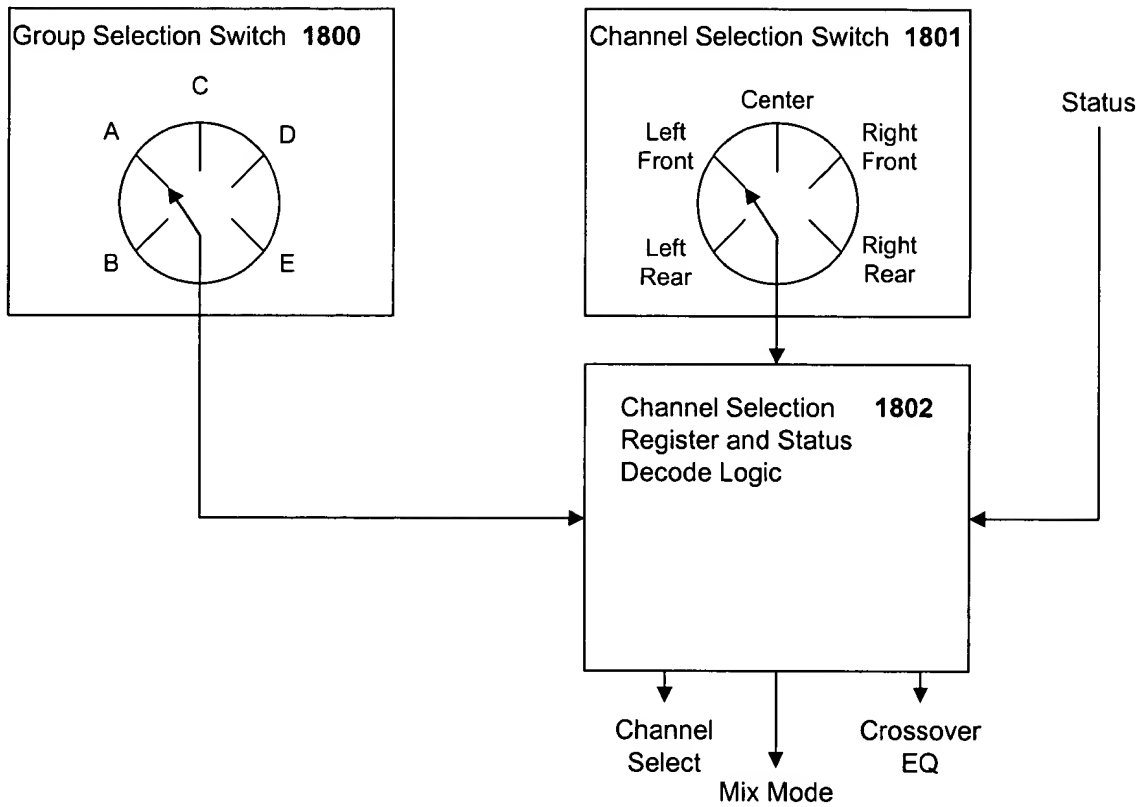 Group Selection Switch 1800
C
A
D
B
E
Channel Selection Switch 1801
Center
Left
Front
Right
Front
Left
Rear
Right
Rear
Status
Channel Selection 1802
Register and Status
Decode Logic
Channel
Select
Mix Mode
Crossover
EQ